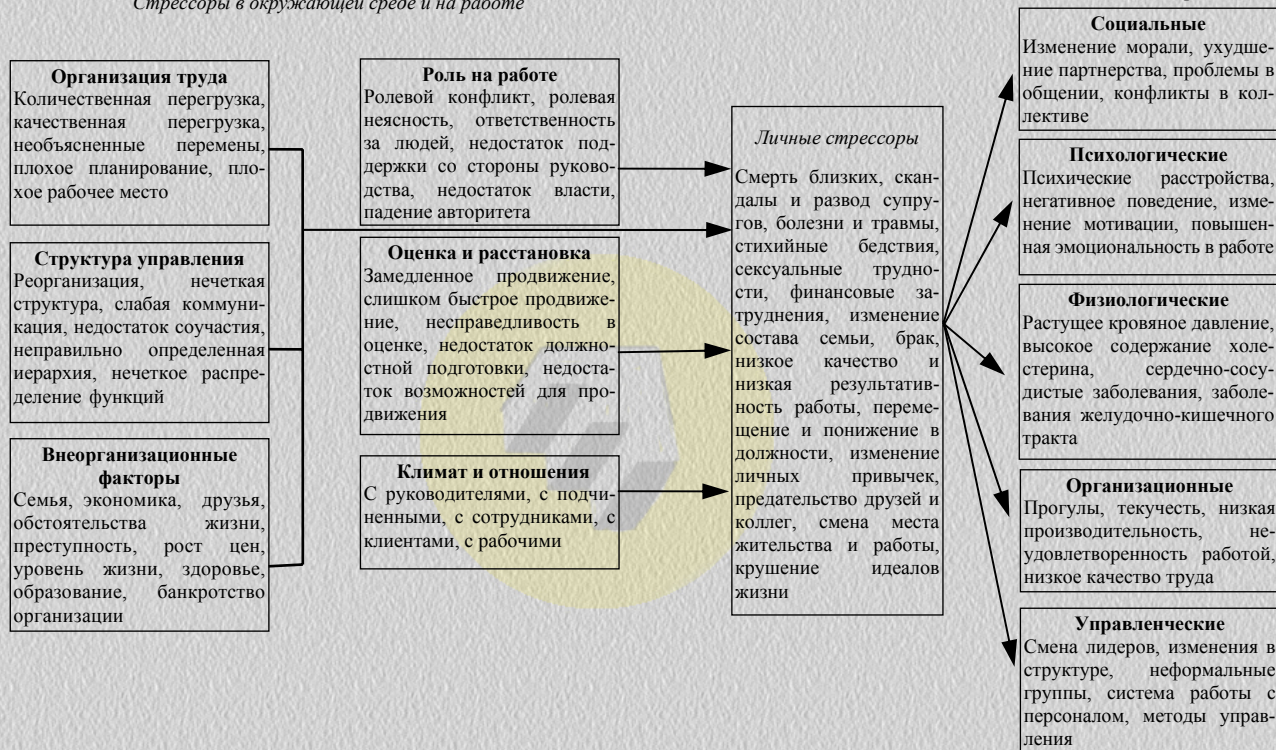 Стрессоры в окружающей среде и на работе
Организация труда
Количественная перегрузка,
качественная перегрузка,
необъясненные перемены,
плохое планирование, пло-
хое рабочее место
Структура управления
Реорганизация, нечеткая
структура, слабая коммуни-
кация, недостаток соучастия,
неправильно определенная
иерархия, нечеткое распре-
деление функций
Внеорганизационные
факторы
Семья, экономика, друзья,
обстоятельства жизни,
преступность, рост цен,
уровень жизни, здоровье,
образование, банкротство
организации
Роль на работе
Ролевой конфликт, ролевая
неясность, ответственность
за людей, недостаток под-
держки со стороны руково-
дства, недостаток власти,
падение авторитета
Оценка и расстановка
Замедленное продвижение,
слишком быстрое продвиже-
ние, несправедливость в
оценке, недостаток должно-
стной подготовки, недоста-
ток возможностей для про-
движения
Климат и отношения
С руководителями, с подчи-
ненными, с сотрудниками, с
клиентами, с рабочими
Личные стрессоры
Смерть близких, скан-
далы и развод супру-
гов, болезни и травмы,
стихийные бедствия,
сексуальные трудно-
сти, финансовые за-
труднения, изменение
состава семьи, брак,
низкое качество и
низкая результатив-
ность работы, переме-
щение и понижение в
должности, изменение
личных привычек,
предательство друзей и
коллег, смена места
жительства и работы,
крушение идеалов
жизни
Социальные
Изменение морали, ухудше-
ние партнерства, проблемы в
общении, конфликты в кол-
лективе
Психологические
Психические расстройства,
негативное поведение, изме-
нение мотивации, повышен-
ная эмоциональность в работе
Физиологические
Растущее кровяное давление,
высокое содержание холе-
стерина, сердечно-сосу-
дистые заболевания, заболе-
вания желудочно-кишечного
тракта
Организационные
Прогулы, текучесть, низкая
производительность, не-
удовлетворенность работой,
низкое качество труда
Управленческие
Смена лидеров, изменения в
структуре, неформальные
группы, система работы с
персоналом, методы управ-
ления